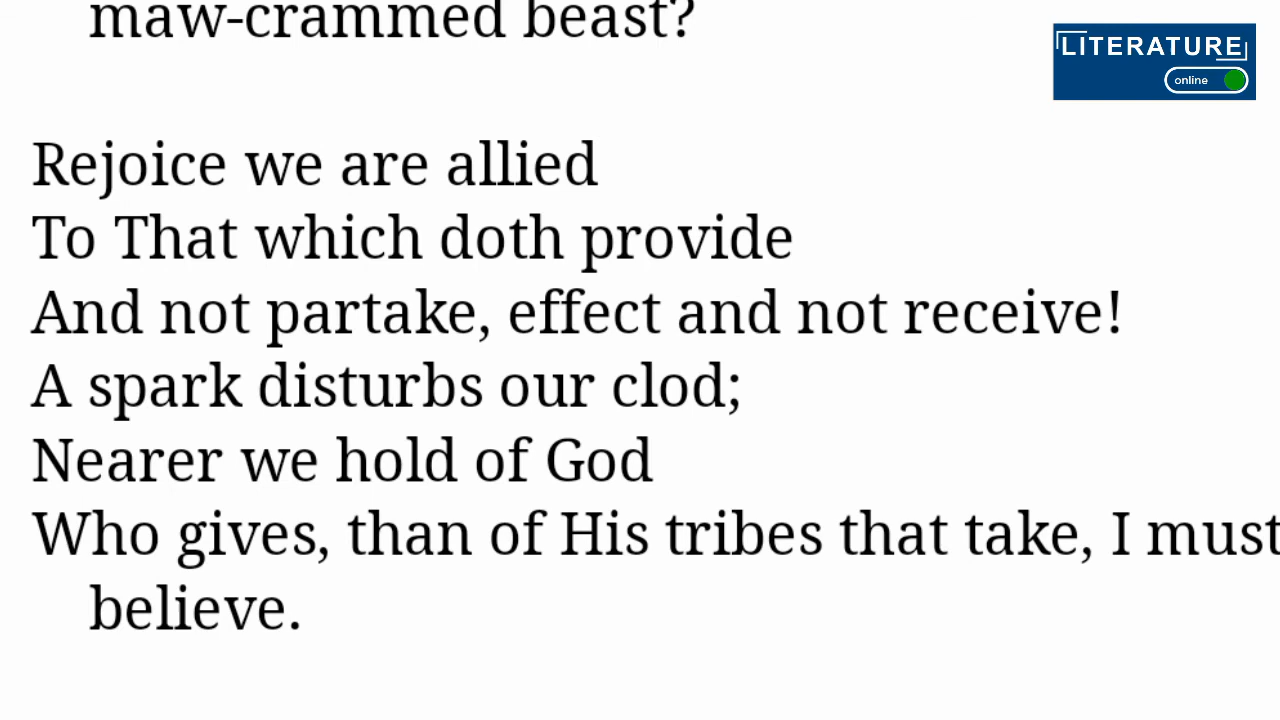 maw-crammed beast?
LITERATURE
online
Rejoice we are allied
To That which doth provide
And not partake, effect and not receive!
A spark disturbs our clod;
Nearer we hold of God
Who gives, than of His tribes that take, I must
believe.